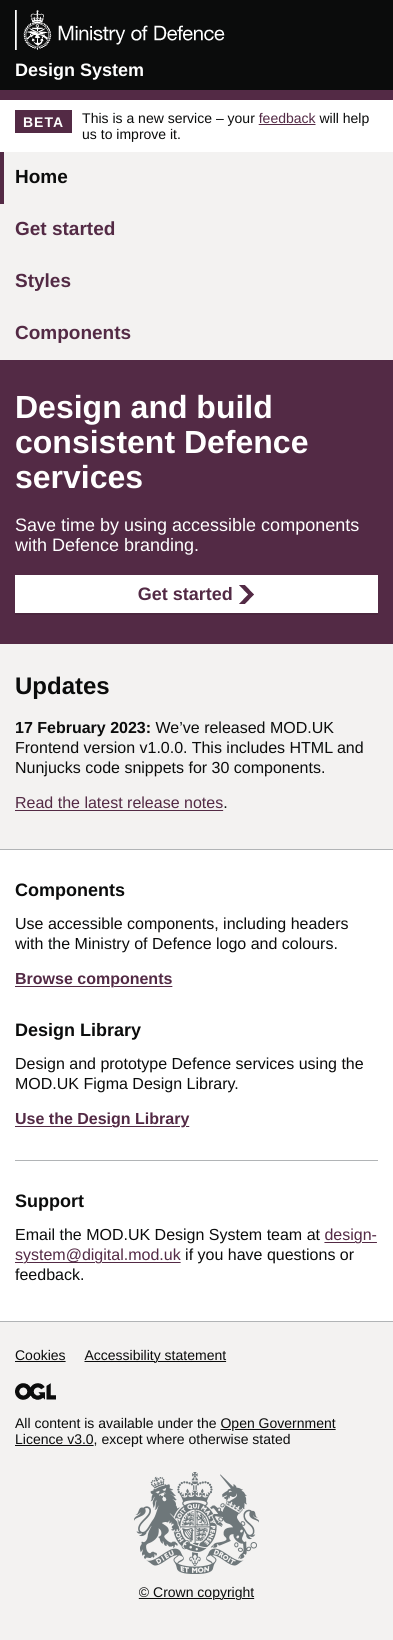 Ministry of Defence
Design System
BETA
This is a new service – your feedback will help
us to improve it.
Home
Get started
Styles
Components
Design and build
consistent Defence
services
Save time by using accessible components
with Defence branding.
Get started
Updates
17 February 2023: We’ve released MOD.UK
Frontend version v1.0.0. This includes HTML and
Nunjucks code snippets for 30 components.
Read the latest release notes.
Components
Use accessible components, including headers
with the Ministry of Defence logo and colours.
Browse components
Design Library
Design and prototype Defence services using the
MOD.UK Figma Design Library.
Use the Design Library
Support
Email the MOD.UK Design System team at design-
system@digital.mod.uk if you have questions or
feedback.
Cookies Accessibility statement
OGL
All content is available under the Open Government
Licence v3.0, except where otherwise stated
DIEU ET MON DROIT
© Crown copyright